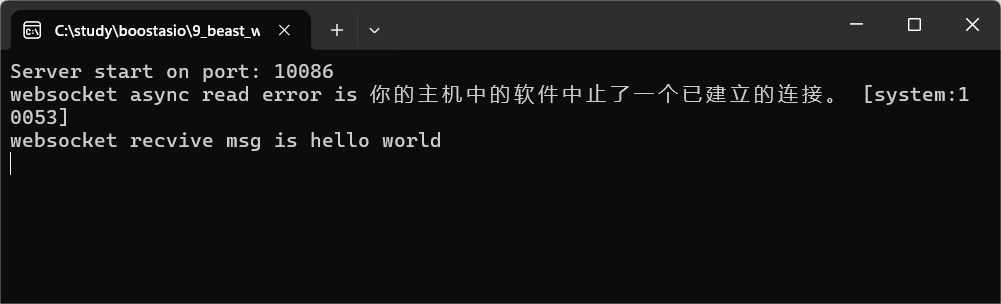 C:\study\boostasio\9_beast_w
Server start on port: 10086
websocket async read error is 你的主机中的软件中止了一个已建立的连接。 [system:1
0053]
websocket recvive msg is hello world